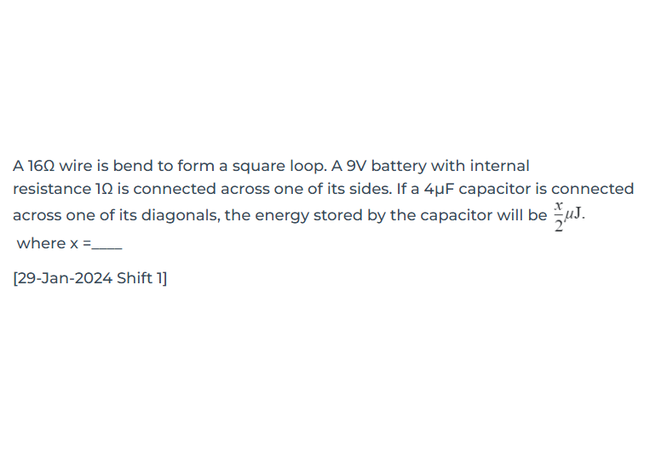 A 16Ω wire is bend to form a square loop. A 9V battery with internal
resistance 1Ω is connected across one of its sides. If a 4μF capacitor is connected
across one of its diagonals, the energy stored by the capacitor will be x/2 μJ.
where x =____
[29-Jan-2024 Shift 1]